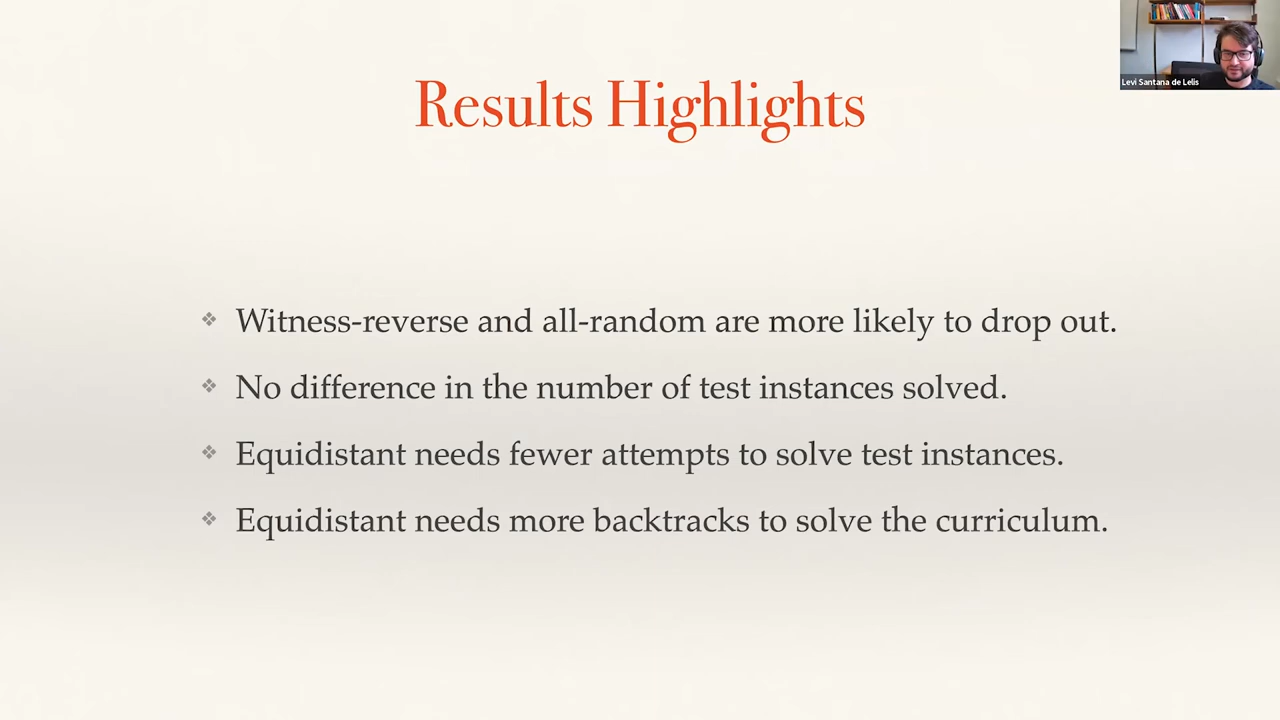 Levi Santana de Lelis
Results Highlights
Witness-reverse and all-random are more likely to drop out.
No difference in the number of test instances solved.
Equidistant needs fewer attempts to solve test instances.
Equidistant needs more backtracks to solve the curriculum.